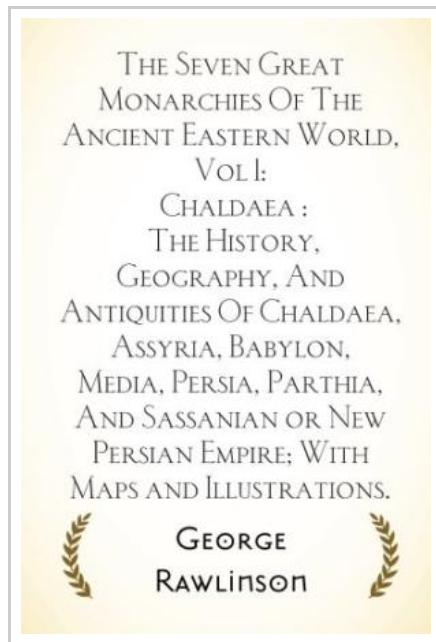 The Seven Great
Monarchies Of The
Ancient Eastern World,
Vol 1:
Chaldaea :
The History,
Geography, And
Antiquities Of Chaldaea,
Assyria, Babylon,
Media, Persia, Parthia,
And Sassanian or New
Persian Empire; With
Maps and Illustrations.
George
Rawlinson